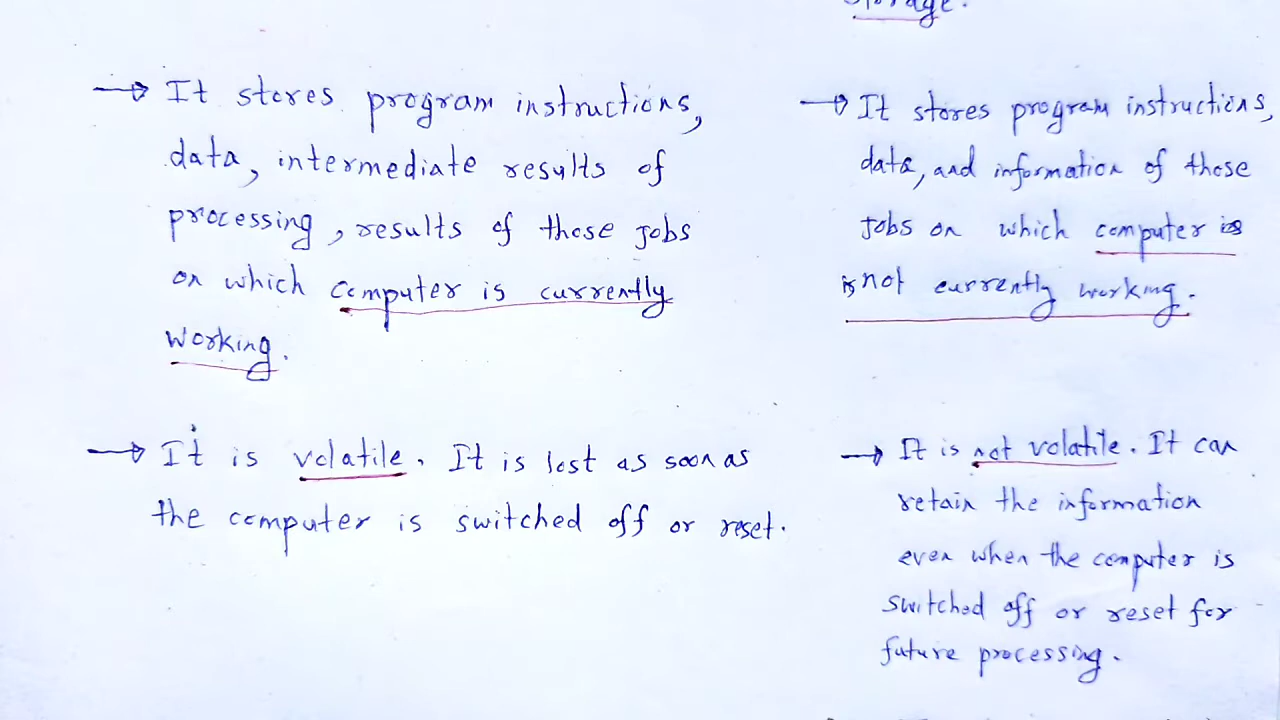 storage.
→ It stores program instructions,
data, intermediate results of
processing, results of those jobs
on which computer is currently
working.
→ It is volatile. It is lost as soon as
the computer is switched off or reset.
→ It stores program instructions,
data, and information of those
jobs on which computer is
is not currently working.
→ It is not volatile. It can
retain the information
even when the computer is
switched off or reset for
future processing.